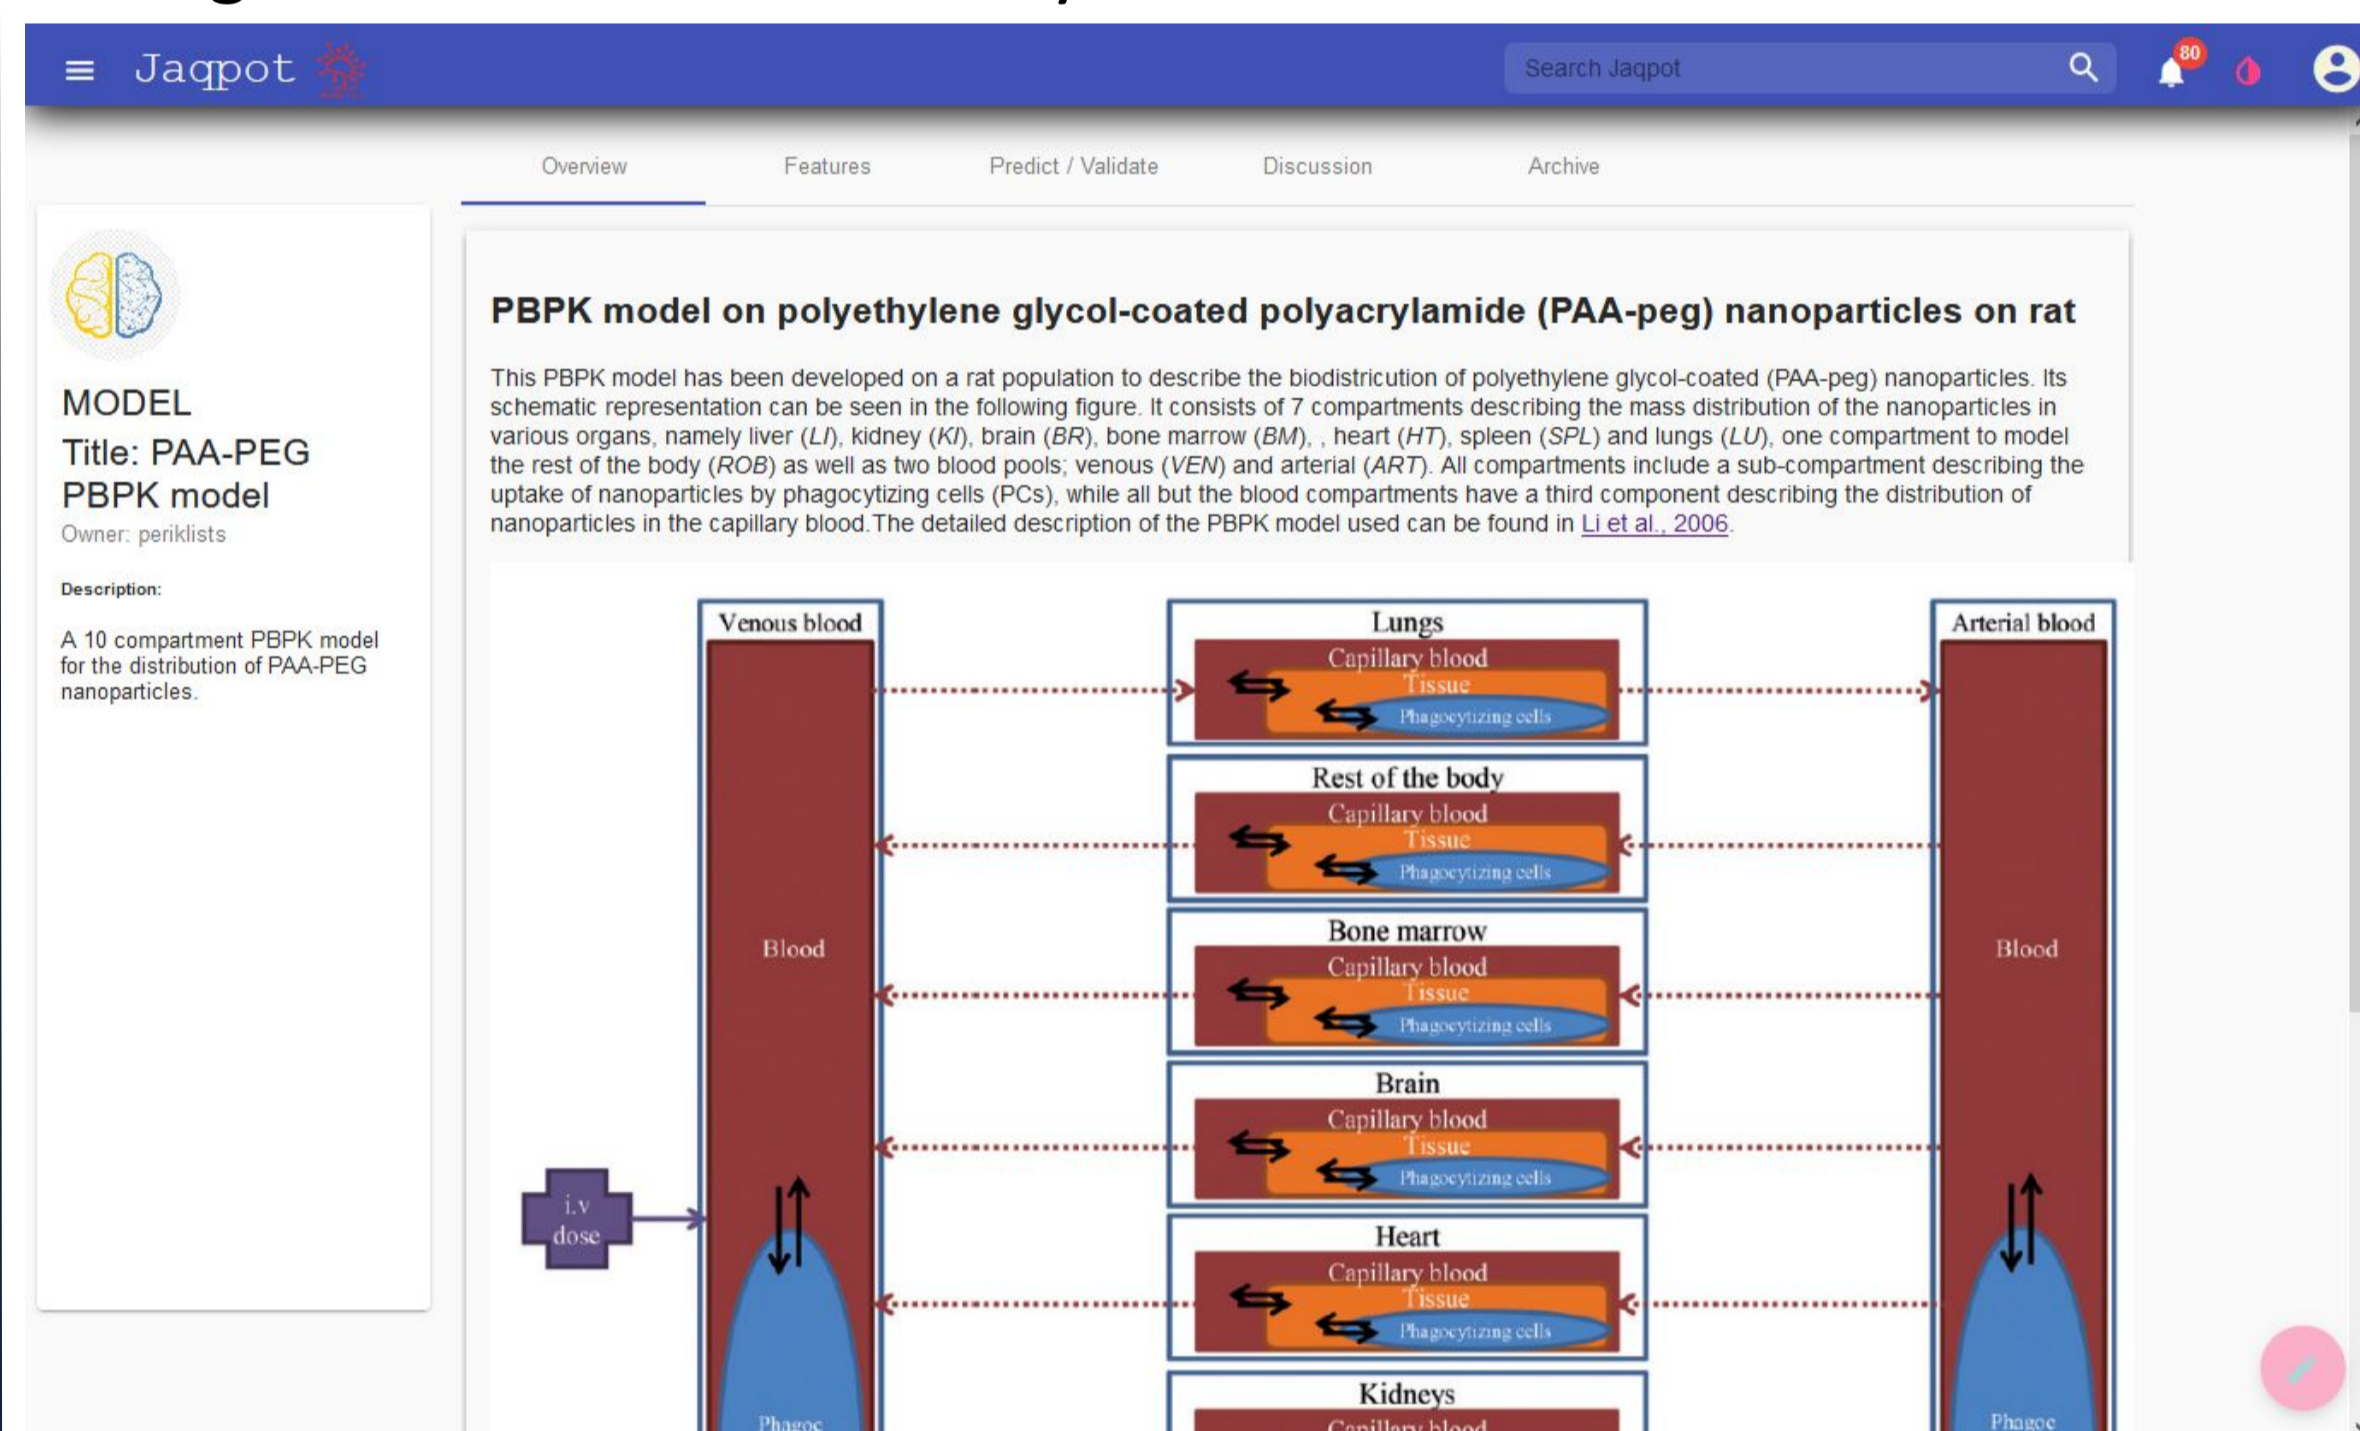 Jaqpot
Search Jaqpot
80
Overview
Features
Predict / Validate
Discussion
Archive
MODEL
Title: PAA-PEG
PBPK model
Owner: periklists
Description:
A 10 compartment PBPK model
for the distribution of PAA-PEG
nanoparticles.
PBPK model on polyethylene glycol-coated polyacrylamide (PAA-peg) nanoparticles on rat
This PBPK model has been developed on a rat population to describe the biodistricution of polyethylene glycol-coated (PAA-peg) nanoparticles. Its
schematic representation can be seen in the following figure. It consists of 7 compartments describing the mass distribution of the nanoparticles in
various organs, namely liver (LI), kidney (KI), brain (BR), bone marrow (BM), , heart (HT), spleen (SPL) and lungs (LU), one compartment to model
the rest of the body (ROB) as well as two blood pools; venous (VEN) and arterial (ART). All compartments include a sub-compartment describing the
uptake of nanoparticles by phagocytizing cells (PCs), while all but the blood compartments have a third component describing the distribution of
nanoparticles in the capillary blood.The detailed description of the PBPK model used can be found in Li et al., 2006.
Venous blood
Blood
Phagoc
i.v
dose
Lungs
Capillary blood
Tissue
Phagocytizing cells
Rest of the body
Capillary blood
Tissue
Phagocytizing cells
Bone marrow
Capillary blood
Tissue
Phagocytizing cells
Brain
Capillary blood
Tissue
Phagocytizing cells
Heart
Capillary blood
Tissue
Phagocytizing cells
Kidneys
Capillary blood
Arterial blood
Blood
Phagoc